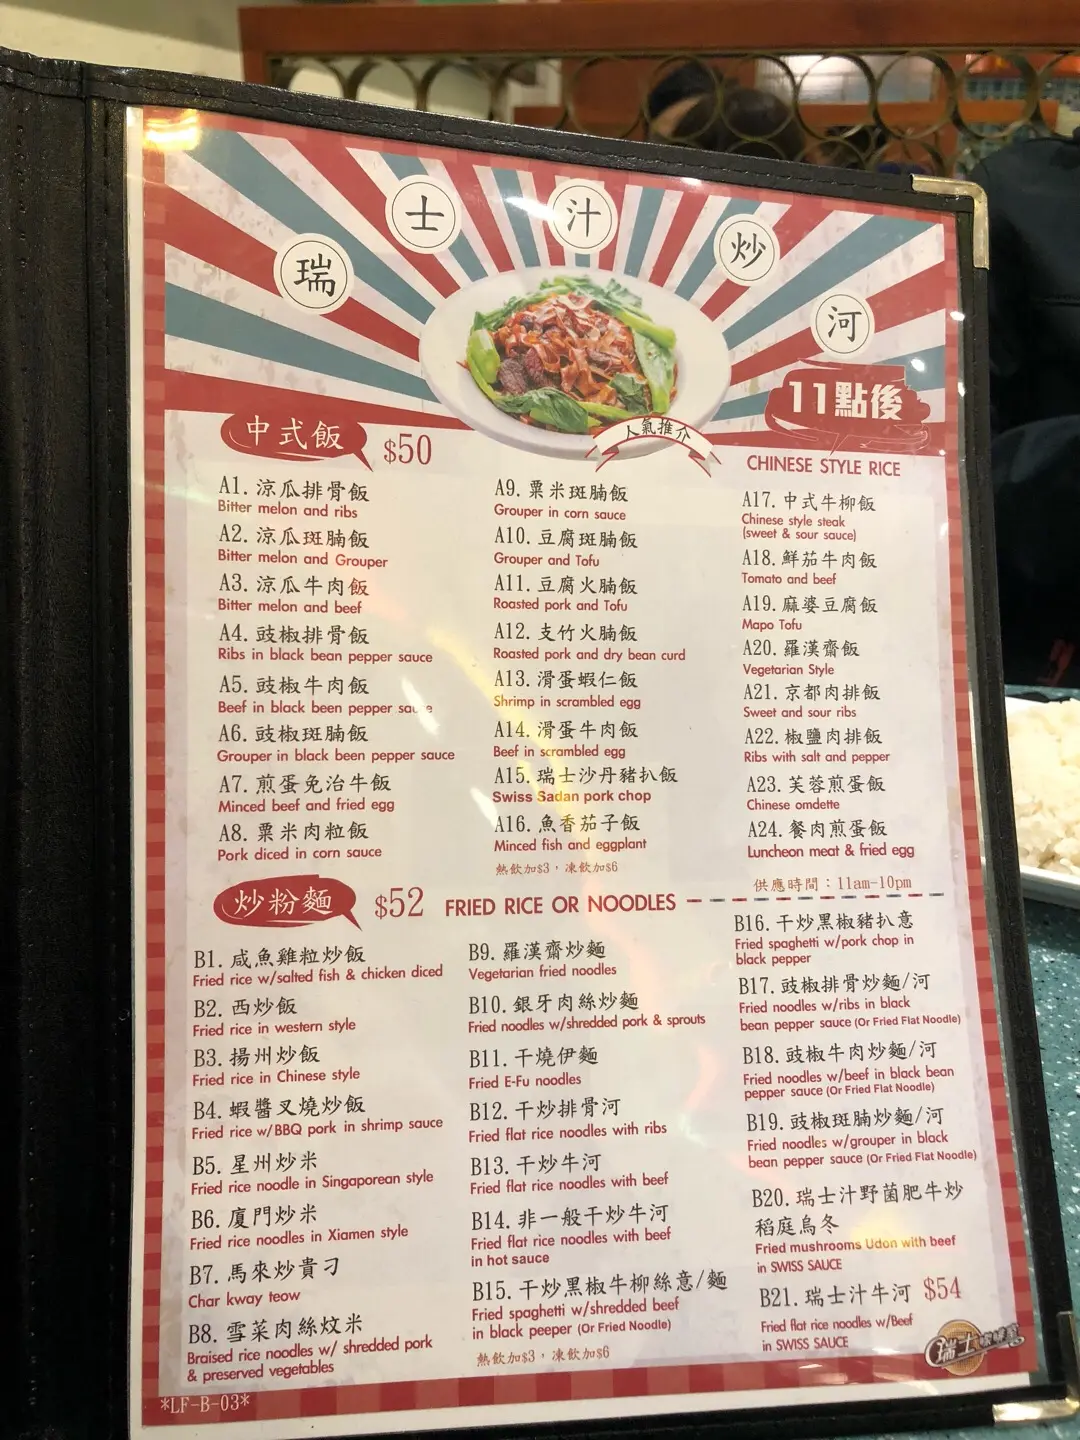 瑞士汁炒河
人氣推介
11點後
中式飯 $50
CHINESE STYLE RICE
A1. 涼瓜排骨飯
Bitter melon and ribs
A2. 涼瓜斑腩飯
Bitter melon and Grouper
A3. 涼瓜牛肉飯
Bitter melon and beef
A4. 豉椒排骨飯
Ribs in black bean pepper sauce
A5. 豉椒牛肉飯
Beef in black been pepper sauce
A6. 豉椒斑腩飯
Grouper in black been pepper sauce
A7. 煎蛋免治牛飯
Minced beef and fried egg
A8. 粟米肉粒飯
Pork diced in corn sauce
A9. 粟米斑腩飯
Grouper in corn sauce
A10. 豆腐斑腩飯
Grouper and Tofu
A11. 豆腐火腩飯
Roasted pork and Tofu
A12. 支竹火腩飯
Roasted pork and dry bean curd
A13. 滑蛋蝦仁飯
Shrimp in scrambled egg
A14. 滑蛋牛肉飯
Beef in scrambled egg
A15. 瑞士沙丹豬扒飯
Swiss Sadan pork chop
A16. 魚香茄子飯
Minced fish and eggplant
熱飲加$3，凍飲加$6
A17. 中式牛柳飯
Chinese style steak
(sweet & sour sauce)
A18. 鮮茄牛肉飯
Tomato and beef
A19. 麻婆豆腐飯
Mapo Tofu
A20. 羅漢齋飯
Vegetarian Style
A21. 京都肉排飯
Sweet and sour ribs
A22. 椒鹽肉排飯
Ribs with salt and pepper
A23. 芙蓉煎蛋飯
Chinese omdette
A24. 餐肉煎蛋飯
Luncheon meat & fried egg
供應時間：11am-10pm
炒粉麵 $52 FRIED RICE OR NOODLES
B1. 咸魚雞粒炒飯
Fried rice w/salted fish & chicken diced
B2. 西炒飯
Fried rice in western style
B3. 揚州炒飯
Fried rice in Chinese style
B4. 蝦醬叉燒炒飯
Fried rice w/BBQ pork in shrimp sauce
B5. 星州炒米
Fried rice noodle in Singaporean style
B6. 廈門炒米
Fried rice noodles in Xiamen style
B7. 馬來炒貴刁
Char kway teow
B8. 雪菜肉絲炆米
Braised rice noodles w/ shredded pork
& preserved vegetables
B9. 羅漢齋炒麵
Vegetarian fried noodles
B10. 銀牙肉絲炒麵
Fried noodles w/shredded pork & sprouts
B11. 干燒伊麵
Fried E-Fu noodles
B12. 干炒排骨河
Fried flat rice noodles with ribs
B13. 干炒牛河
Fried flat rice noodles with beef
B14. 非一般干炒牛河
Fried flat rice noodles with beef
in hot sauce
B15. 干炒黑椒牛柳絲意/麵
Fried spaghetti w/shredded beef
in black peeper (Or Fried Noodle)
熱飲加$3，凍飲加$6
B16. 干炒黑椒豬扒意
Fried spaghetti w/pork chop in
black pepper
B17. 豉椒排骨炒麵/河
Fried noodles w/ribs in black
bean pepper sauce (Or Fried Flat Noodle)
B18. 豉椒牛肉炒麵/河
Fried noodles w/beef in black bean
pepper sauce (Or Fried Flat Noodle)
B19. 豉椒斑腩炒麵/河
Fried noodles w/grouper in black
bean pepper sauce (Or Fried Flat Noodle)
B20. 瑞士汁野菌肥牛炒
稻庭烏冬
Fried mushrooms Udon with beef
in SWISS SAUCE
B21. 瑞士汁牛河 $54
Fried flat rice noodles w/Beef
in SWISS SAUCE
瑞士咖啡室
*LF-B-03*